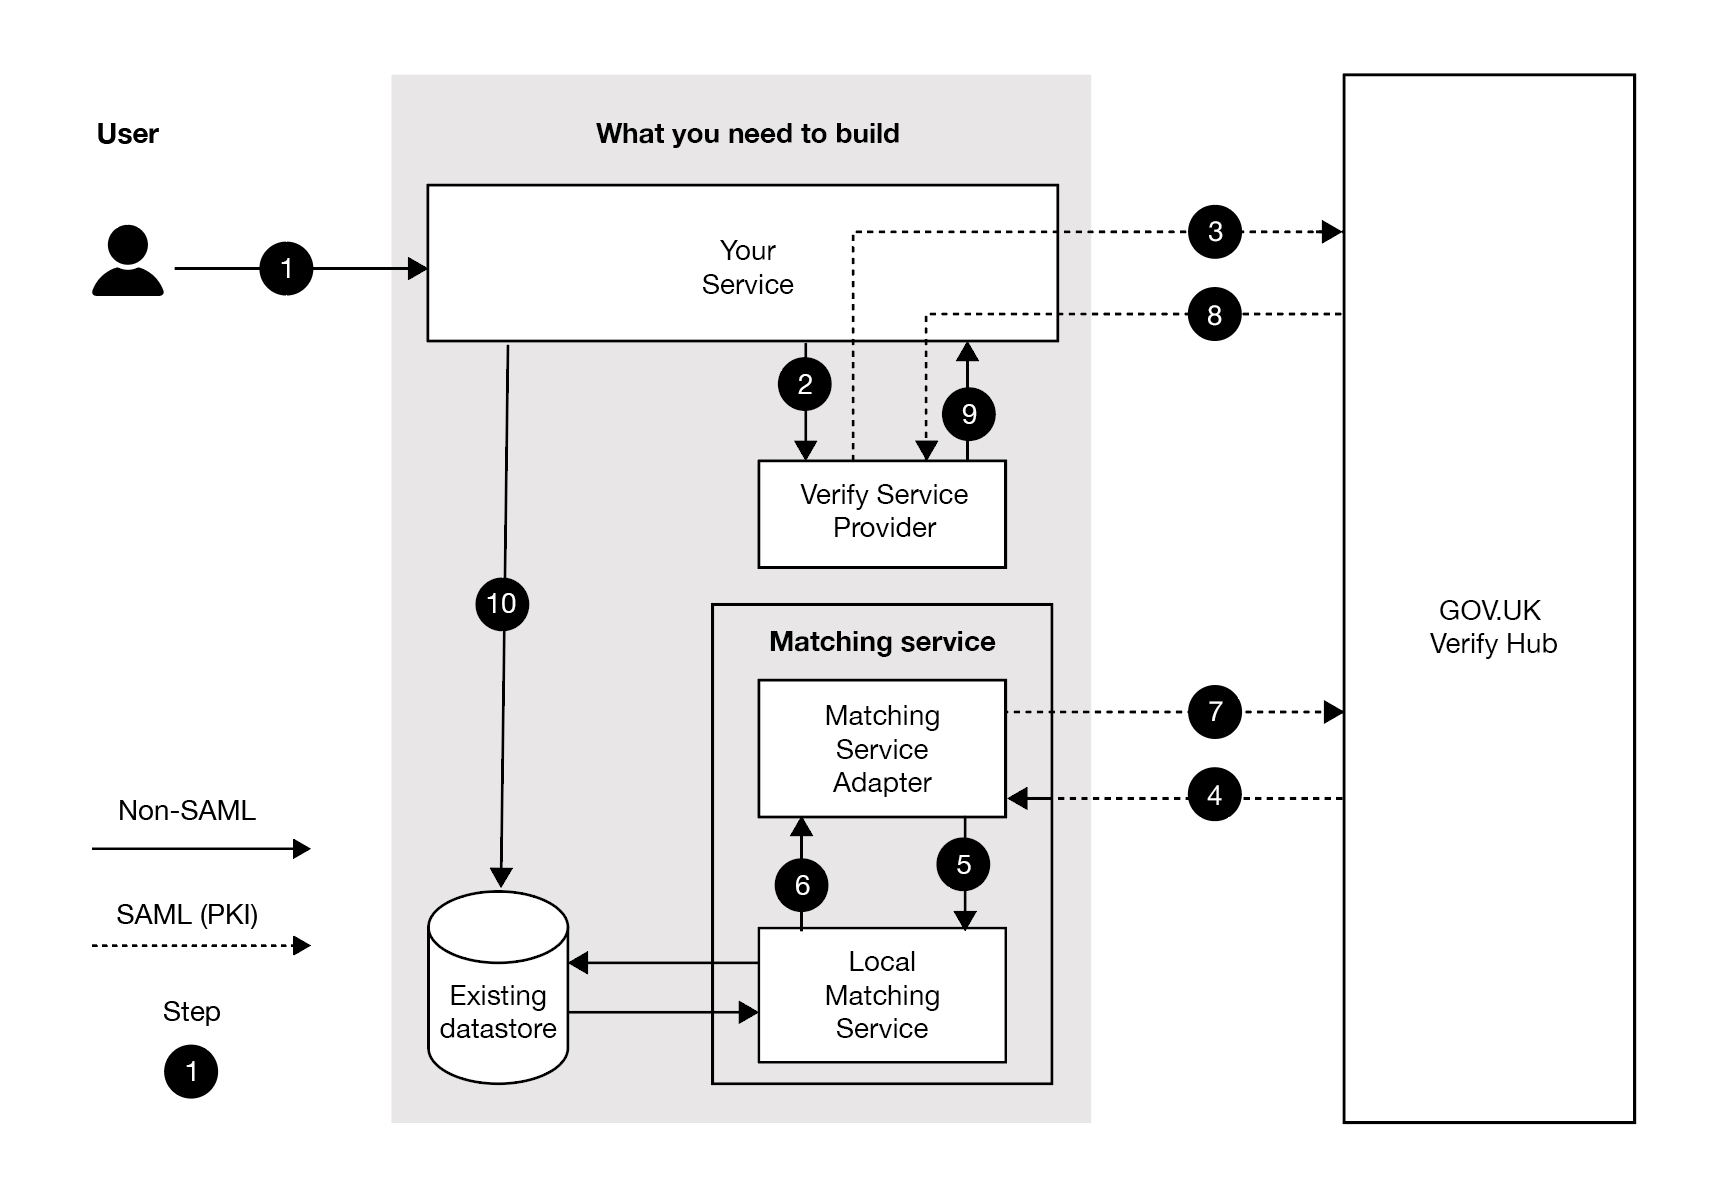 User
What you need to build
Your
Service
1
3
8
2
9
Verify Service
Provider
10
GOV.UK
Verify Hub
Matching service
Matching
Service
Adapter
7
4
5
6
Local
Matching
Service
Existing
datastore
Non-SAML
SAML (PKI)
Step
1